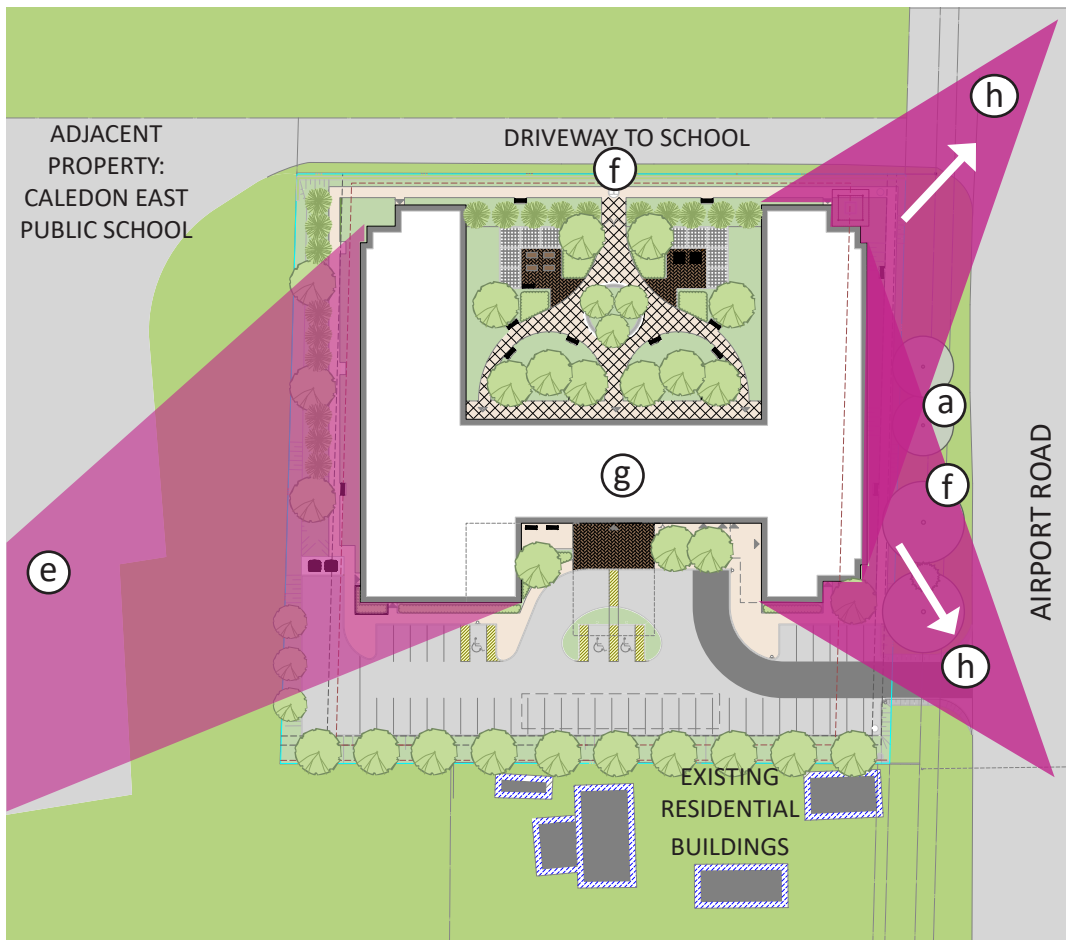 h
ADJACENT
PROPERTY:
CALEDON EAST
PUBLIC SCHOOL
DRIVEWAY TO SCHOOL
f
a
g
f
AIRPORT ROAD
e
h
EXISTING
RESIDENTIAL
BUILDINGS